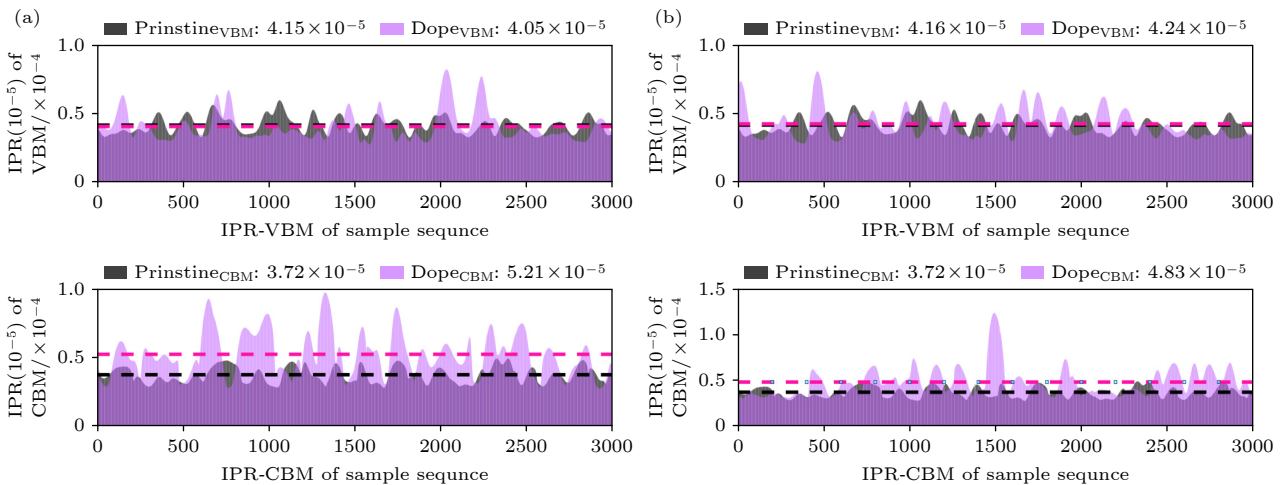 (a)
Prinstine_VBM: 4.15×10⁻⁵ Dope_VBM: 4.05×10⁻⁵
IPR(10⁻⁵) of
VBM/×10⁻⁴
1.0
0.5
0
0 500 1000 1500 2000 2500 3000
IPR-VBM of sample sequnce
(b)
Prinstine_VBM: 4.16×10⁻⁵ Dope_VBM: 4.24×10⁻⁵
IPR(10⁻⁵) of
VBM/×10⁻⁴
1.0
0.5
0
0 500 1000 1500 2000 2500 3000
IPR-VBM of sample sequnce
Prinstine_CBM: 3.72×10⁻⁵ Dope_CBM: 5.21×10⁻⁵
IPR(10⁻⁵) of
CBM/×10⁻⁴
1.0
0.5
0
0 500 1000 1500 2000 2500 3000
IPR-CBM of sample sequnce
Prinstine_CBM: 3.72×10⁻⁵ Dope_CBM: 4.83×10⁻⁵
IPR(10⁻⁵) of
CBM/×10⁻⁴
1.5
1.0
0.5
0
0 500 1000 1500 2000 2500 3000
IPR-CBM of sample sequnce